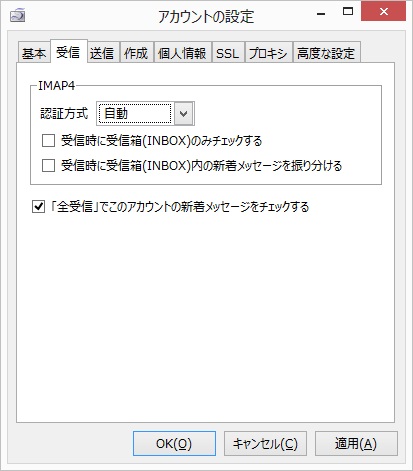 アカウントの設定
基本 受信 送信 作成 個人情報 SSL プロキシ 高度な設定
IMAP4
認証方式 自動
受信時に受信箱(INBOX)のみチェックする
受信時に受信箱(INBOX)内の新着メッセージを振り分ける
「全受信」でこのアカウントの新着メッセージをチェックする
OK(O) キャンセル(C) 適用(A)